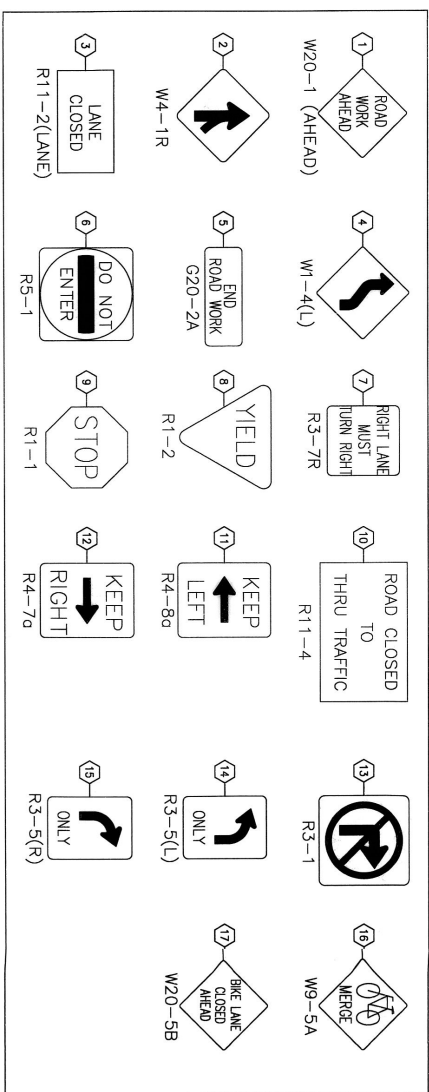 1
ROAD
WORK
AHEAD
W20-1 (AHEAD)
2
W4-1R
3
LANE
CLOSED
R11-2(LANE)
4
W1-4(L)
5
END
ROAD WORK
G20-2A
6
DO NOT
ENTER
R5-1
7
RIGHT LANE
MUST
TURN RIGHT
R3-7R
8
YIELD
R1-2
9
STOP
R1-1
10
ROAD CLOSED
TO
THRU TRAFFIC
R11-4
11
KEEP
LEFT
R4-8a
12
KEEP
RIGHT
R4-7a
13
R3-1
14
ONLY
R3-5(L)
15
ONLY
R3-5(R)
16
MERGE
W9-5A
17
BIKE LANE
CLOSED
AHEAD
W20-5B